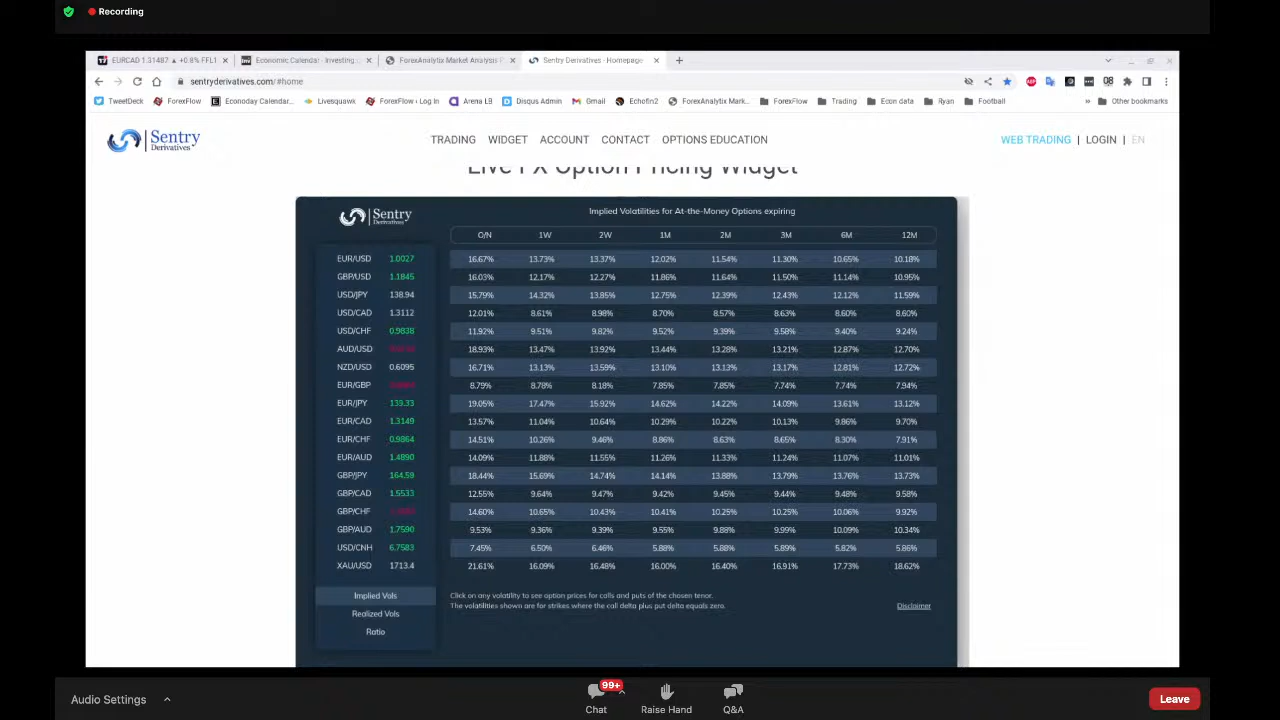 Recording
EURCAD 1.31487 ▲ +0.8% FFL1
Economic Calendar - Investing...
ForexAnalytix Market Analysis F
Sentry Derivatives - Homepage
sentryderivatives.com/#home
TweetDeck
ForexFlow
Econoday Calendar...
Livesquawk
ForexFlow › Log In
Arena LB
Disqus Admin
Gmail
Echofin2
ForexAnalytix Mark...
ForexFlow
Trading
Econ data
Ryan
Football
»
Other bookmarks
Sentry
Derivatives
TRADING WIDGET ACCOUNT CONTACT OPTIONS EDUCATION
WEB TRADING | LOGIN | EN
Live FX Option Pricing Widget
Sentry
Derivatives
Implied Volatilities for At-the-Money Options expiring
O/N 1W 2W 1M 2M 3M 6M 12M
EUR/USD 1.0027 16.67% 13.73% 13.37% 12.02% 11.54% 11.30% 10.65% 10.18%
GBP/USD 1.1845 16.03% 12.17% 12.27% 11.86% 11.64% 11.50% 11.14% 10.95%
USD/JPY 138.94 15.79% 14.32% 13.85% 12.75% 12.39% 12.43% 12.12% 11.59%
USD/CAD 1.3112 12.01% 8.61% 8.98% 8.70% 8.57% 8.63% 8.60% 8.60%
USD/CHF 0.9838 11.92% 9.51% 9.82% 9.52% 9.39% 9.58% 9.40% 9.24%
AUD/USD 18.93% 13.47% 13.92% 13.44% 13.28% 13.21% 12.87% 12.70%
NZD/USD 0.6095 16.71% 13.13% 13.59% 13.10% 13.13% 13.17% 12.81% 12.72%
EUR/GBP 8.79% 8.78% 8.18% 7.85% 7.85% 7.74% 7.74% 7.94%
EUR/JPY 139.33 19.05% 17.47% 15.92% 14.62% 14.22% 14.09% 13.61% 13.12%
EUR/CAD 1.3149 13.57% 11.04% 10.64% 10.29% 10.22% 10.13% 9.86% 9.70%
EUR/CHF 0.9864 14.51% 10.26% 9.46% 8.86% 8.63% 8.65% 8.30% 7.91%
EUR/AUD 1.4890 14.09% 11.88% 11.55% 11.26% 11.33% 11.24% 11.07% 11.01%
GBP/JPY 164.59 18.44% 15.69% 14.74% 14.14% 13.88% 13.79% 13.76% 13.73%
GBP/CAD 1.5533 12.55% 9.64% 9.47% 9.42% 9.45% 9.44% 9.48% 9.58%
GBP/CHF 14.60% 10.65% 10.43% 10.41% 10.25% 10.25% 10.06% 9.92%
GBP/AUD 1.7590 9.53% 9.36% 9.39% 9.55% 9.88% 9.99% 10.09% 10.34%
USD/CNH 6.7583 7.45% 6.50% 6.46% 5.88% 5.88% 5.89% 5.82% 5.86%
XAU/USD 1713.4 21.61% 16.09% 16.48% 16.00% 16.40% 16.91% 17.73% 18.62%
Implied Vols
Realized Vols
Ratio
Click on any volatility to see option prices for calls and puts of the chosen tenor.
The volatilities shown are for strikes where the call delta plus put delta equals zero.
Disclaimer
Audio Settings
99+
Chat
Raise Hand
Q&A
Leave